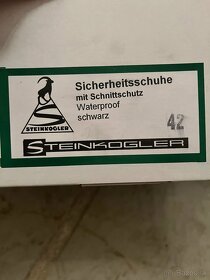 Sicherheitsschuhe
mit Schnittschutz
Waterproof
schwarz
42
STEINKOGLER
STEINKOGLER